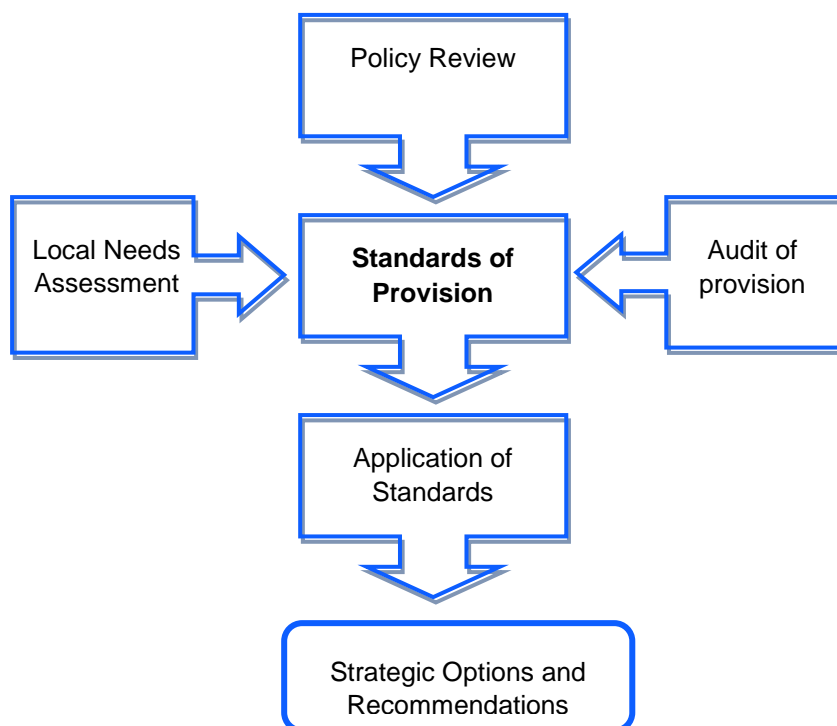 Policy Review
Local Needs
Assessment
Standards of
Provision
Audit of
provision
Application of
Standards
Strategic Options and
Recommendations